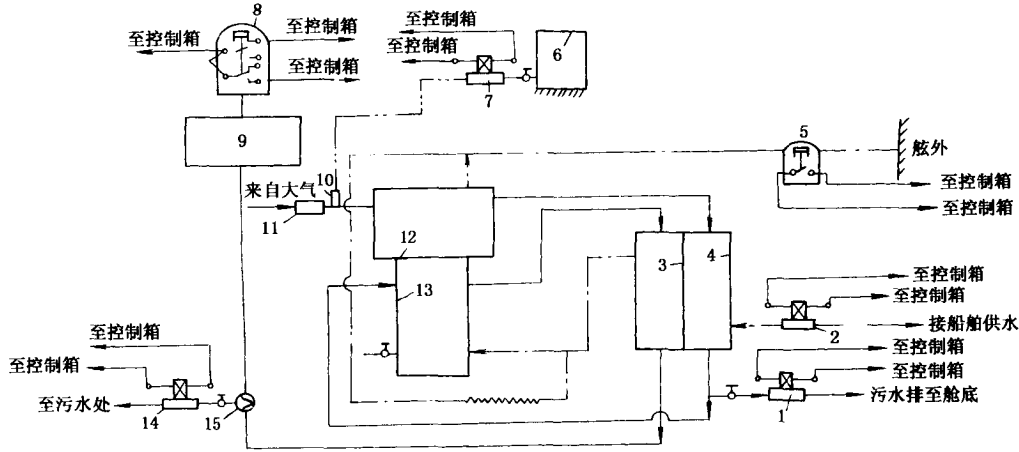 8
至控制箱
至控制箱
至控制箱
至控制箱
至控制箱
6
7
9
5
舷外
至控制箱
至控制箱
来自大气
10
11
12
13
3
4
至控制箱
至控制箱
接船舶供水
2
至控制箱
至控制箱
污水排至舱底
1
至控制箱
至控制箱
至污水处
14
15